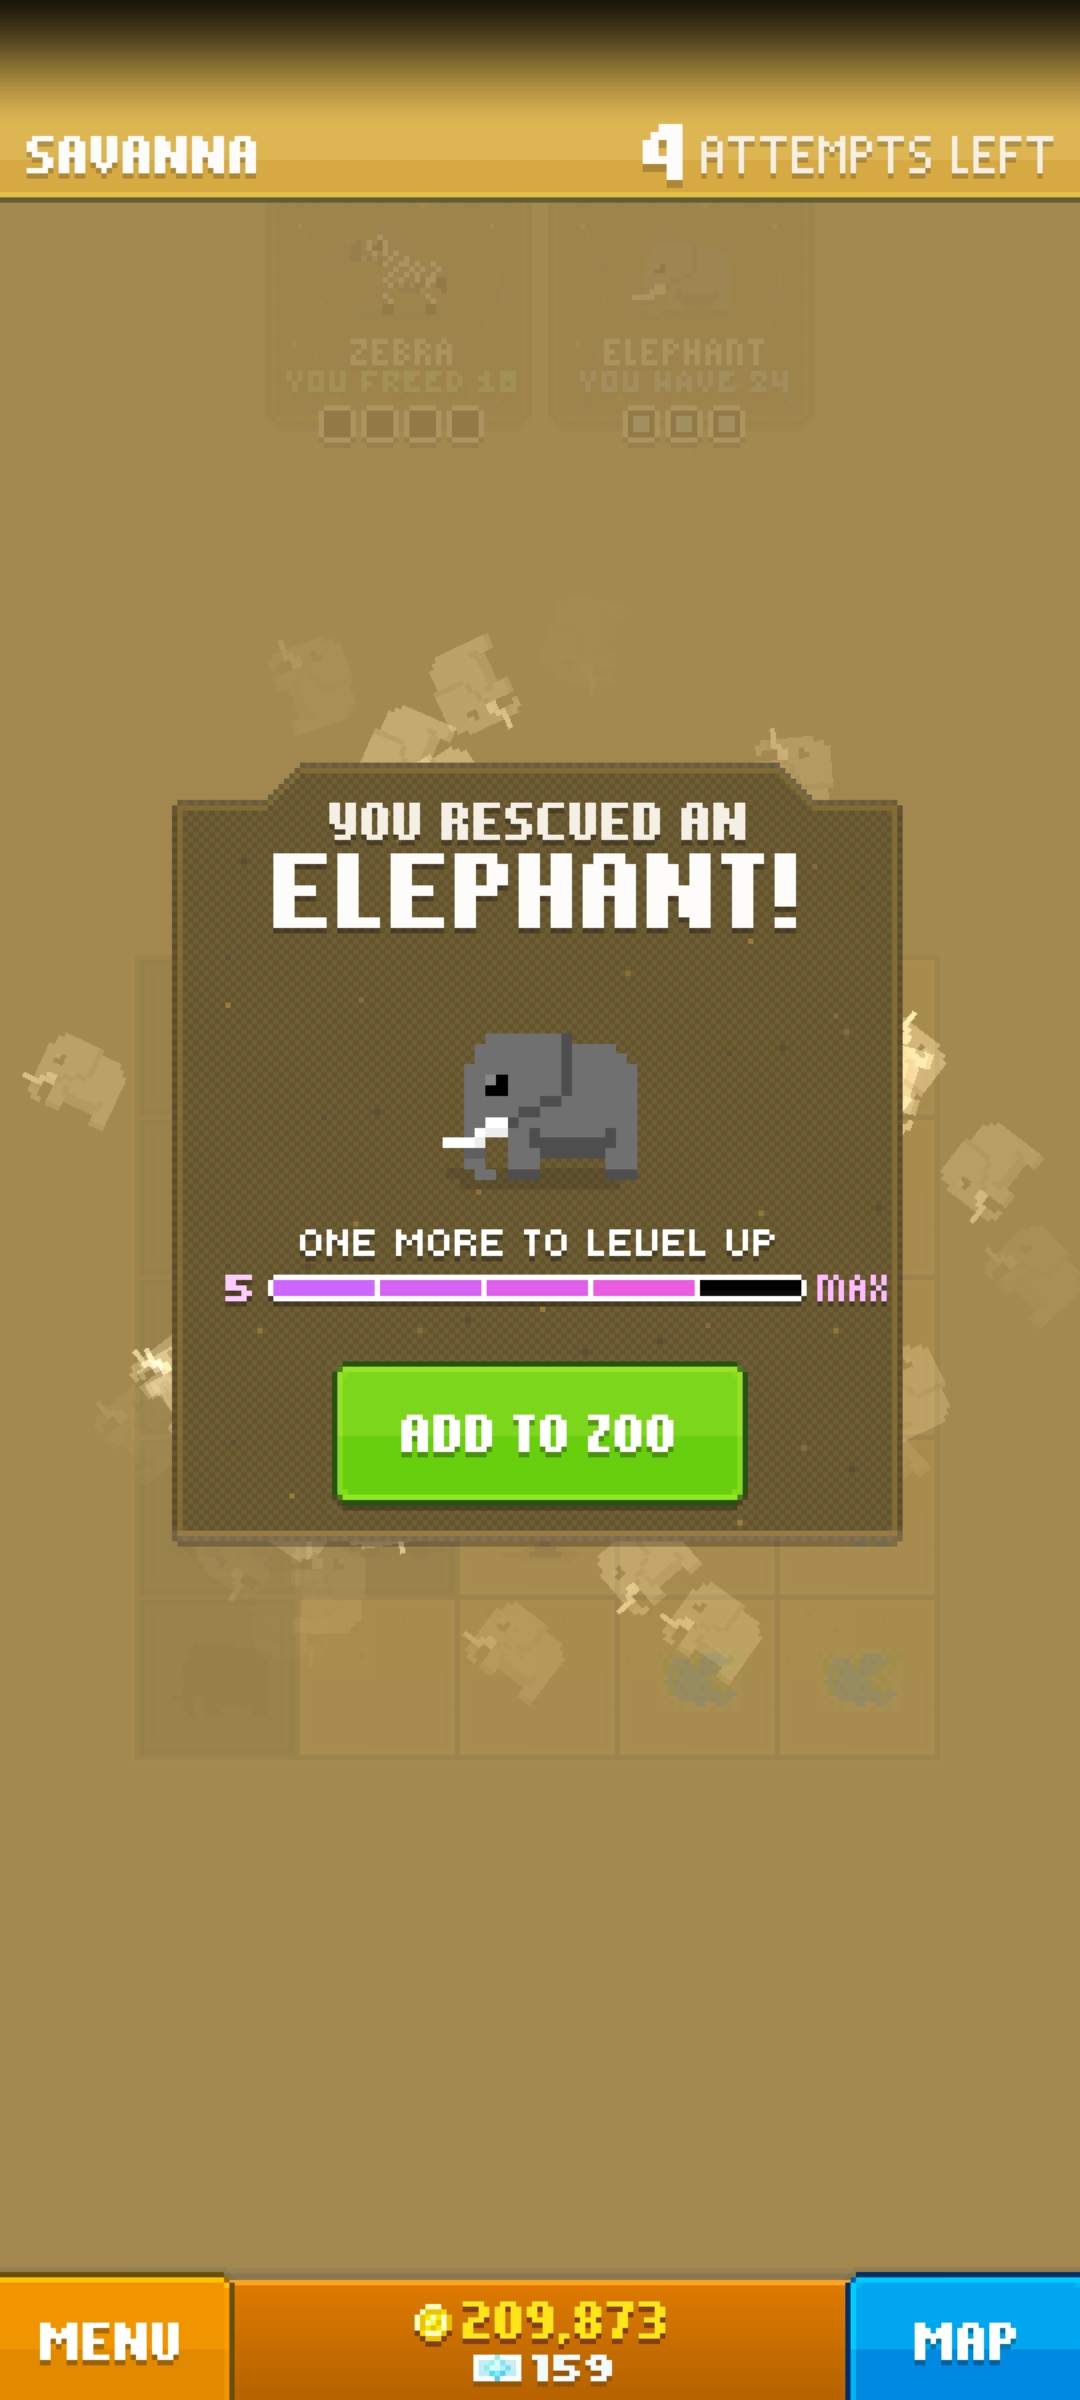 SAVANNA
4 ATTEMPTS LEFT
ZEBRA
YOU FREED 18
ELEPHANT
YOU HAVE 24
YOU RESCUED AN
ELEPHANT!
ONE MORE TO LEVEL UP
5
MAX
ADD TO ZOO
MENU
209,873
159
MAP